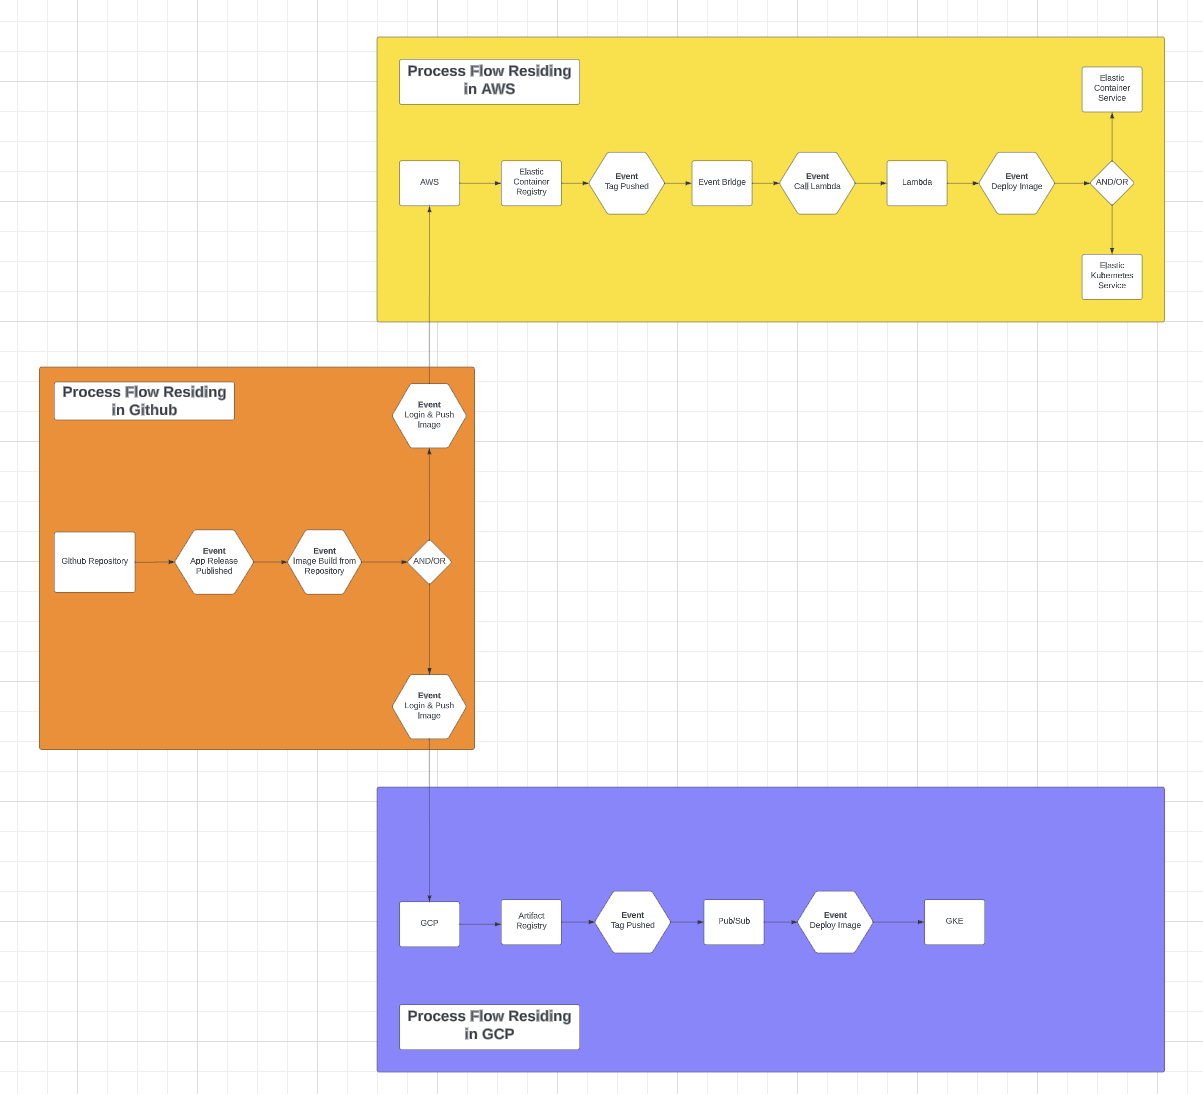 Process Flow Residing
in AWS
Elastic
Container
Service
AWS
Elastic
Container
Registry
Event
Tag Pushed
Event Bridge
Event
Call Lambda
Lambda
Event
Deploy Image
AND/OR
Elastic
Kubernetes
Service
Process Flow Residing
in Github
Event
Login & Push
Image
Github Repository
Event
App Release
Published
Event
Image Build from
Repository
AND/OR
Event
Login & Push
Image
GCP
Artifact
Registry
Event
Tag Pushed
Pub/Sub
Event
Deploy Image
GKE
Process Flow Residing
in GCP